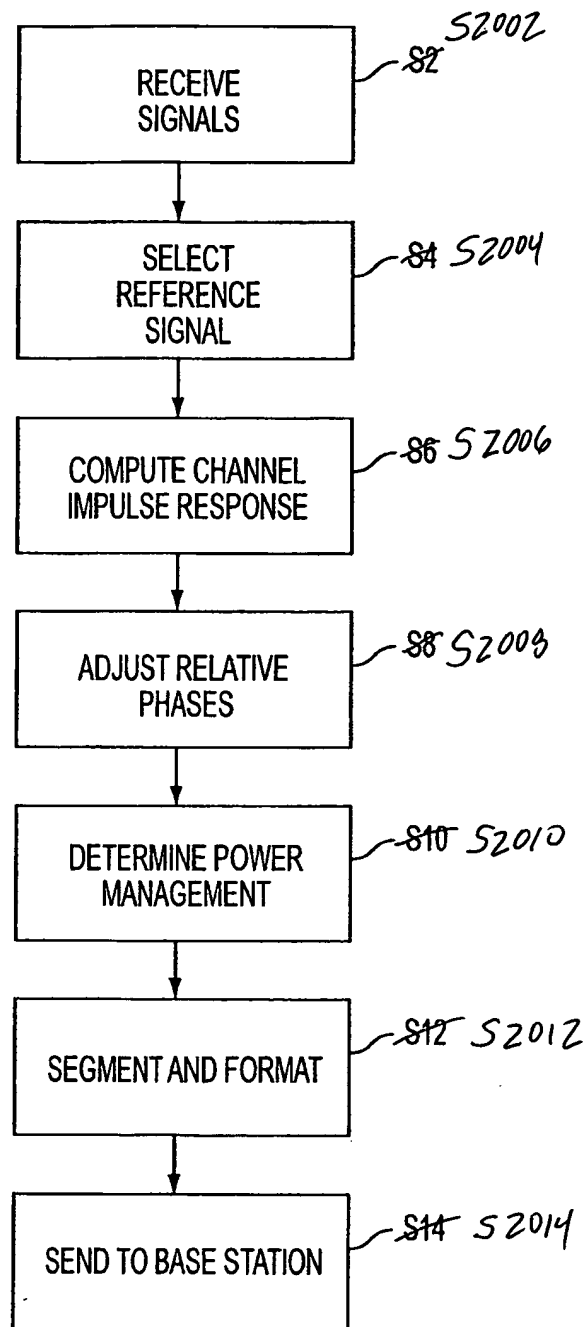 S2002
RECEIVE
SIGNALS
S2
SELECT
REFERENCE
SIGNAL
S4 S2004
COMPUTE CHANNEL
IMPULSE RESPONSE
S6 S2006
ADJUST RELATIVE
PHASES
S8 S2008
DETERMINE POWER
MANAGEMENT
S10 S2010
SEGMENT AND FORMAT
S12 S2012
SEND TO BASE STATION
S14 S2014